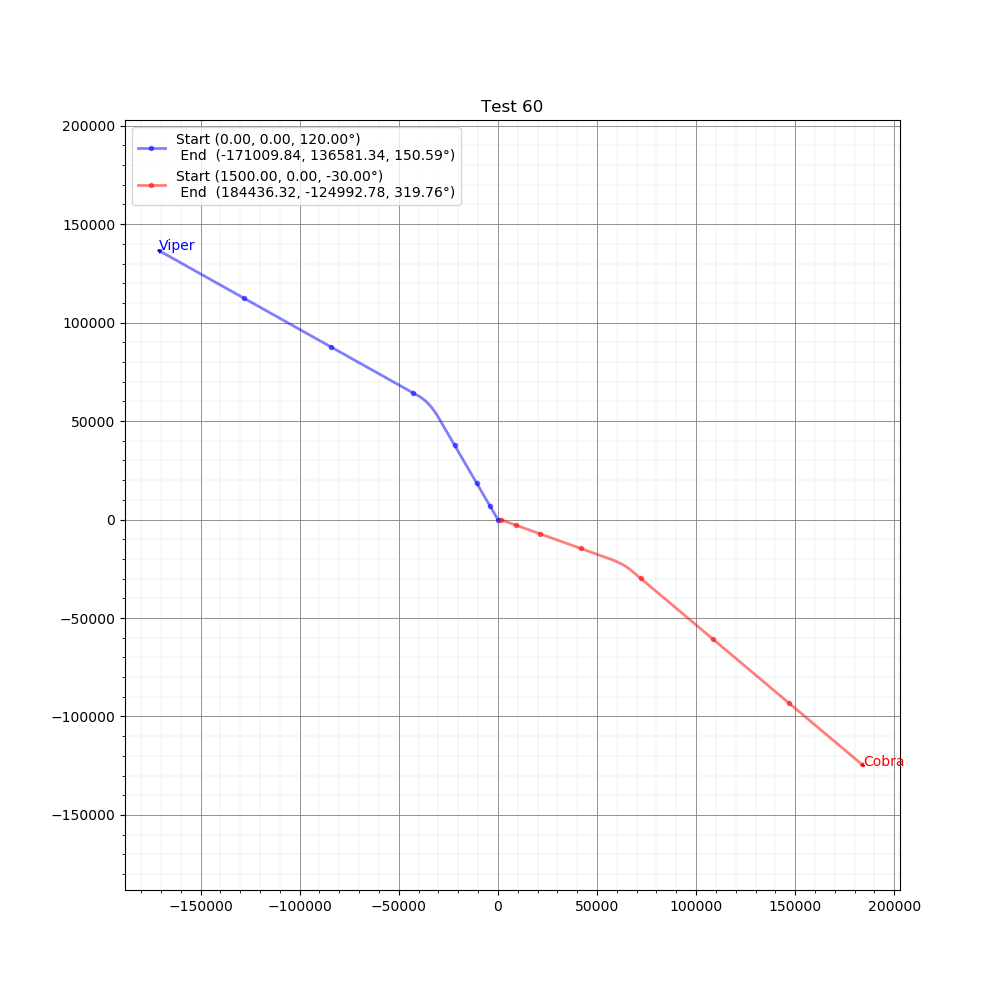 Test 60
200000
150000
100000
50000
0
−50000
−100000
−150000
Start (0.00, 0.00, 120.00°)
End (-171009.84, 136581.34, 150.59°)
Start (1500.00, 0.00, -30.00°)
End (184436.32, -124992.78, 319.76°)
Viper
Cobra
−150000 −100000 −50000 0 50000 100000 150000 200000